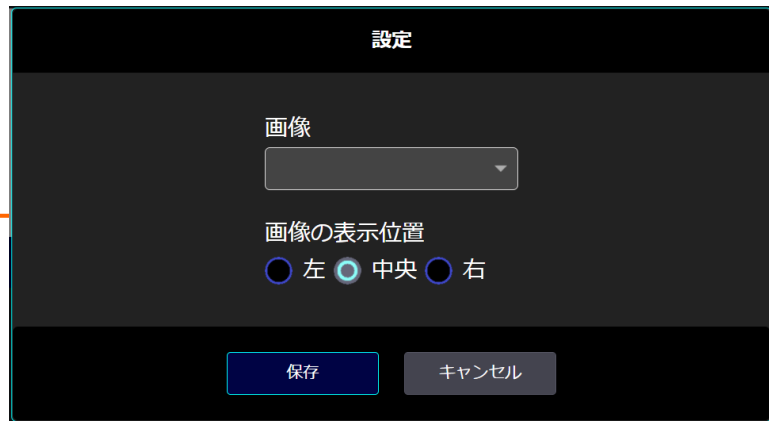 設定
画像
画像の表示位置
左 中央 右
保存 キャンセル